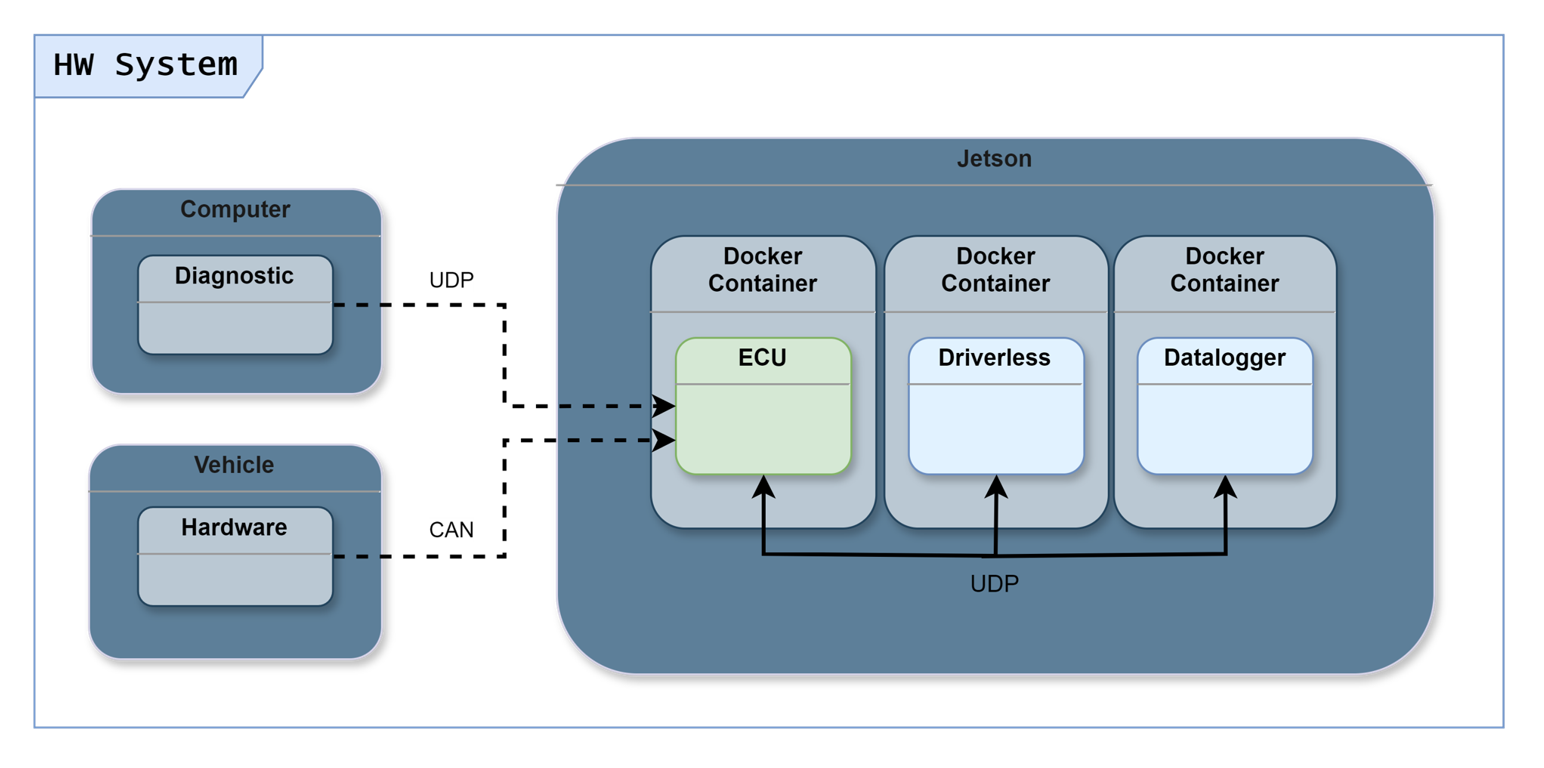 HW System
Computer
Diagnostic
UDP
Vehicle
Hardware
CAN
Jetson
Docker
Container
ECU
Docker
Container
Driverless
Docker
Container
Datalogger
UDP